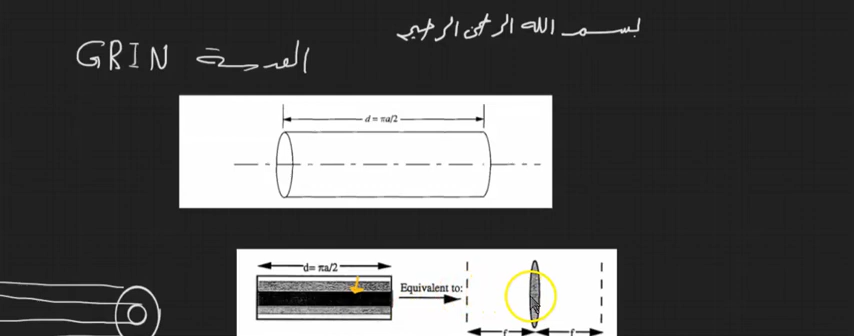 بسم الله الرحمن الرحيم
العدسة GRIN
d = πa/2
d= πa/2
Equivalent to:
f f